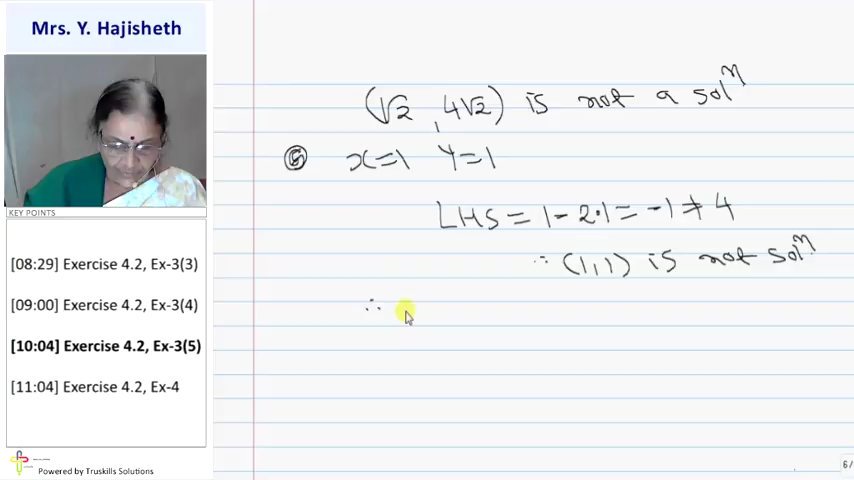 Mrs. Y. Hajisheth
(√2 , 4√2) is not a solⁿ
⑤ x=1 y=1
LHS = 1 - 2·1 = -1 ≠ 4
∴ (1,1) is not solⁿ
∴
KEY POINTS
[08:29] Exercise 4.2, Ex-3(3)
[09:00] Exercise 4.2, Ex-3(4)
[10:04] Exercise 4.2, Ex-3(5)
[11:04] Exercise 4.2, Ex-4
Powered by Truskills Solutions
6/